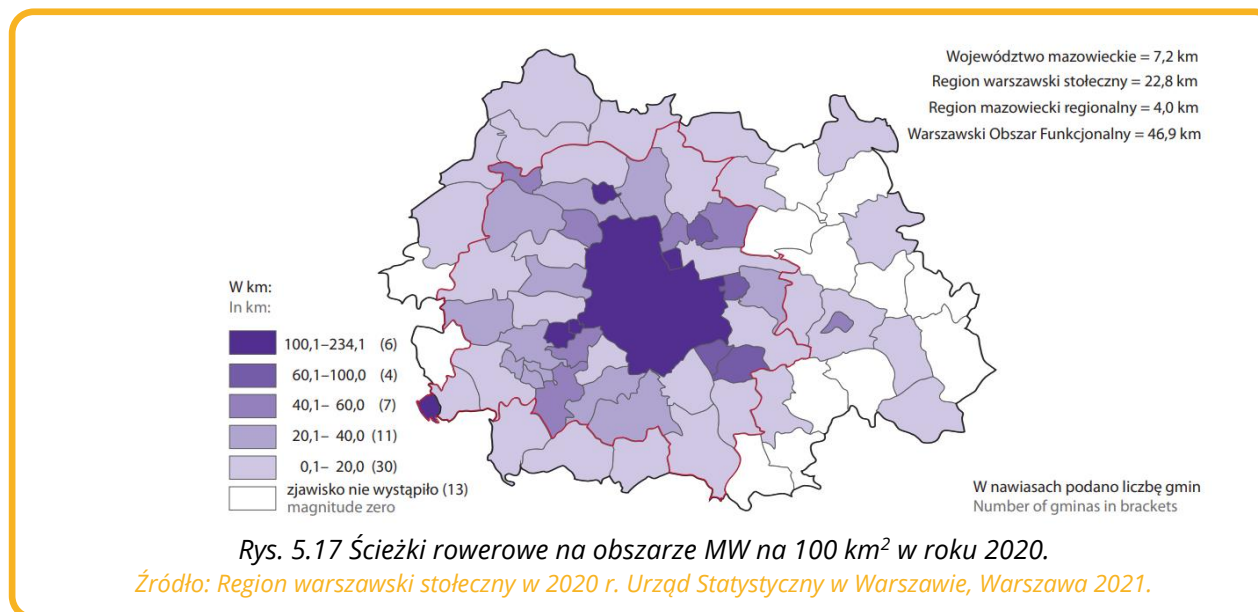 Województwo mazowieckie = 7,2 km
Region warszawski stołeczny = 22,8 km
Region mazowiecki regionalny = 4,0 km
Warszawski Obszar Funkcjonalny = 46,9 km
W km:
In km:
100,1–234,1 (6)
60,1–100,0 (4)
40,1– 60,0 (7)
20,1– 40,0 (11)
0,1– 20,0 (30)
zjawisko nie wystąpiło (13)
magnitude zero
W nawiasach podano liczbę gmin
Number of gminas in brackets
Rys. 5.17 Ścieżki rowerowe na obszarze MW na 100 km² w roku 2020.
Źródło: Region warszawski stołeczny w 2020 r. Urząd Statystyczny w Warszawie, Warszawa 2021.